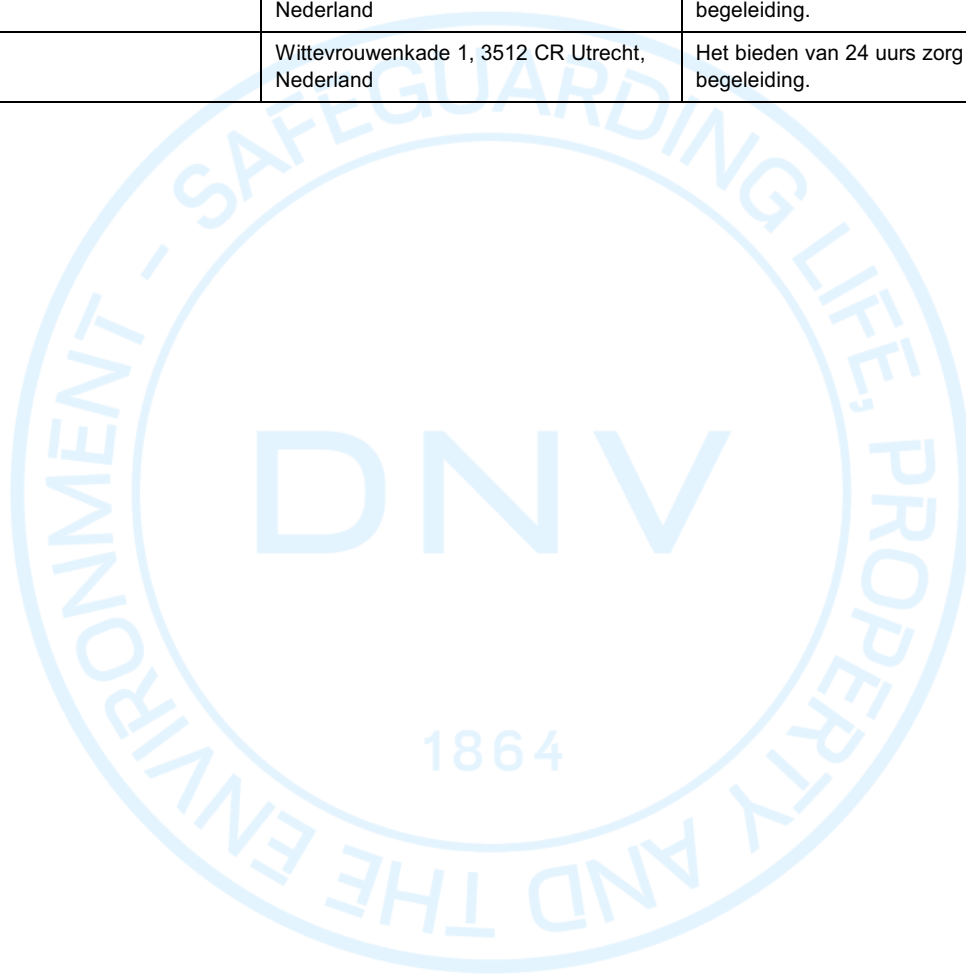 Nederland
begeleiding.
Wittevrouwenkade 1, 3512 CR Utrecht,
Nederland
Het bieden van 24 uurs zorg
begeleiding.
SAFEGUARDING LIFE, PROPERTY AND THE ENVIRONMENT -
DNV
1864